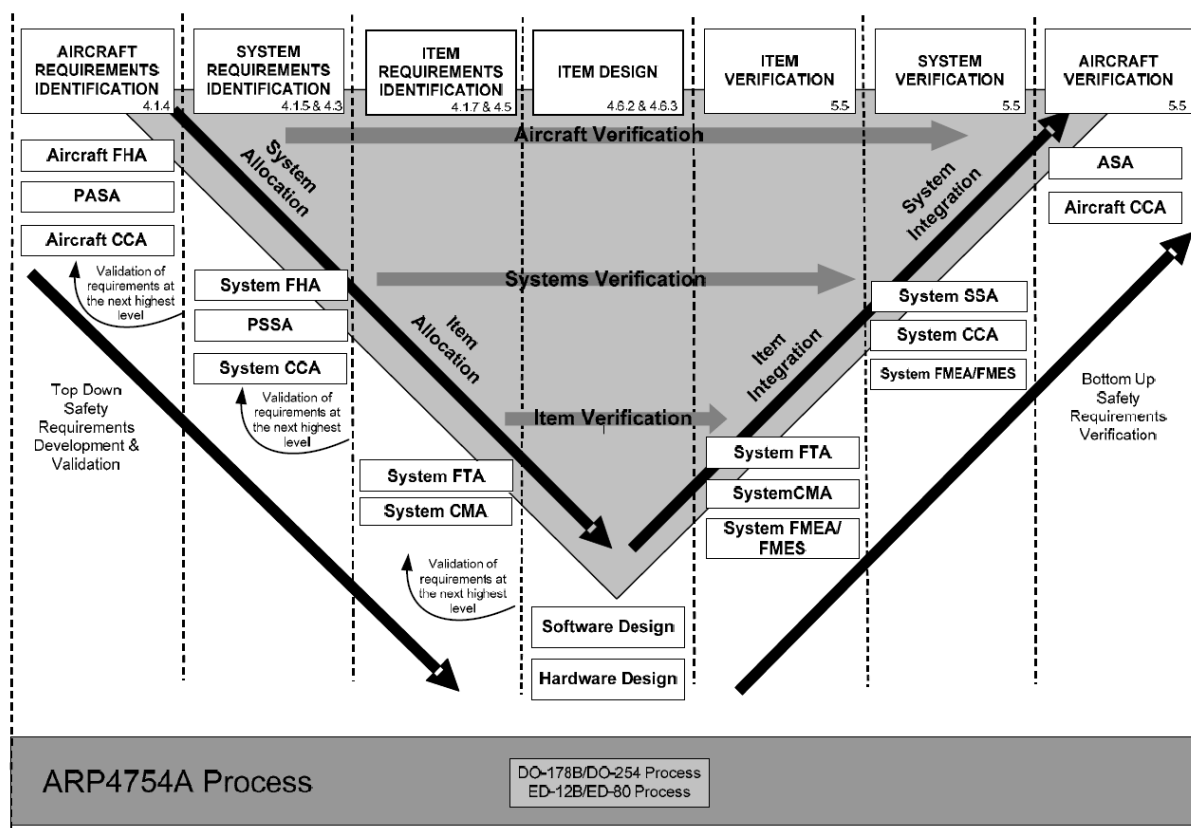 AIRCRAFT
REQUIREMENTS
IDENTIFICATION
4.1.4
SYSTEM
REQUIREMENTS
IDENTIFICATION
4.1.5 & 4.3
ITEM
REQUIREMENTS
IDENTIFICATION
4.1.7 & 4.5
ITEM DESIGN
4.6.2 & 4.6.3
ITEM
VERIFICATION
5.5
SYSTEM
VERIFICATION
5.5
AIRCRAFT
VERIFICATION
5.5
Aircraft Verification
Aircraft FHA
PASA
Aircraft CCA
Validation of
requirements at
the next highest
level
System
Allocation
System
Integration
ASA
Aircraft CCA
System FHA
PSSA
System CCA
Validation of
requirements at
the next highest
level
Systems Verification
Item
Allocation
Item
Integration
System SSA
System CCA
System FMEA/FMES
Top Down
Safety
Requirements
Development &
Validation
Item Verification
Bottom Up
Safety
Requirements
Verification
System FTA
System CMA
Validation of
requirements at
the next highest
level
System FTA
SystemCMA
System FMEA/
FMES
Software Design
Hardware Design
ARP4754A Process
DO-178B/DO-254 Process
ED-12B/ED-80 Process